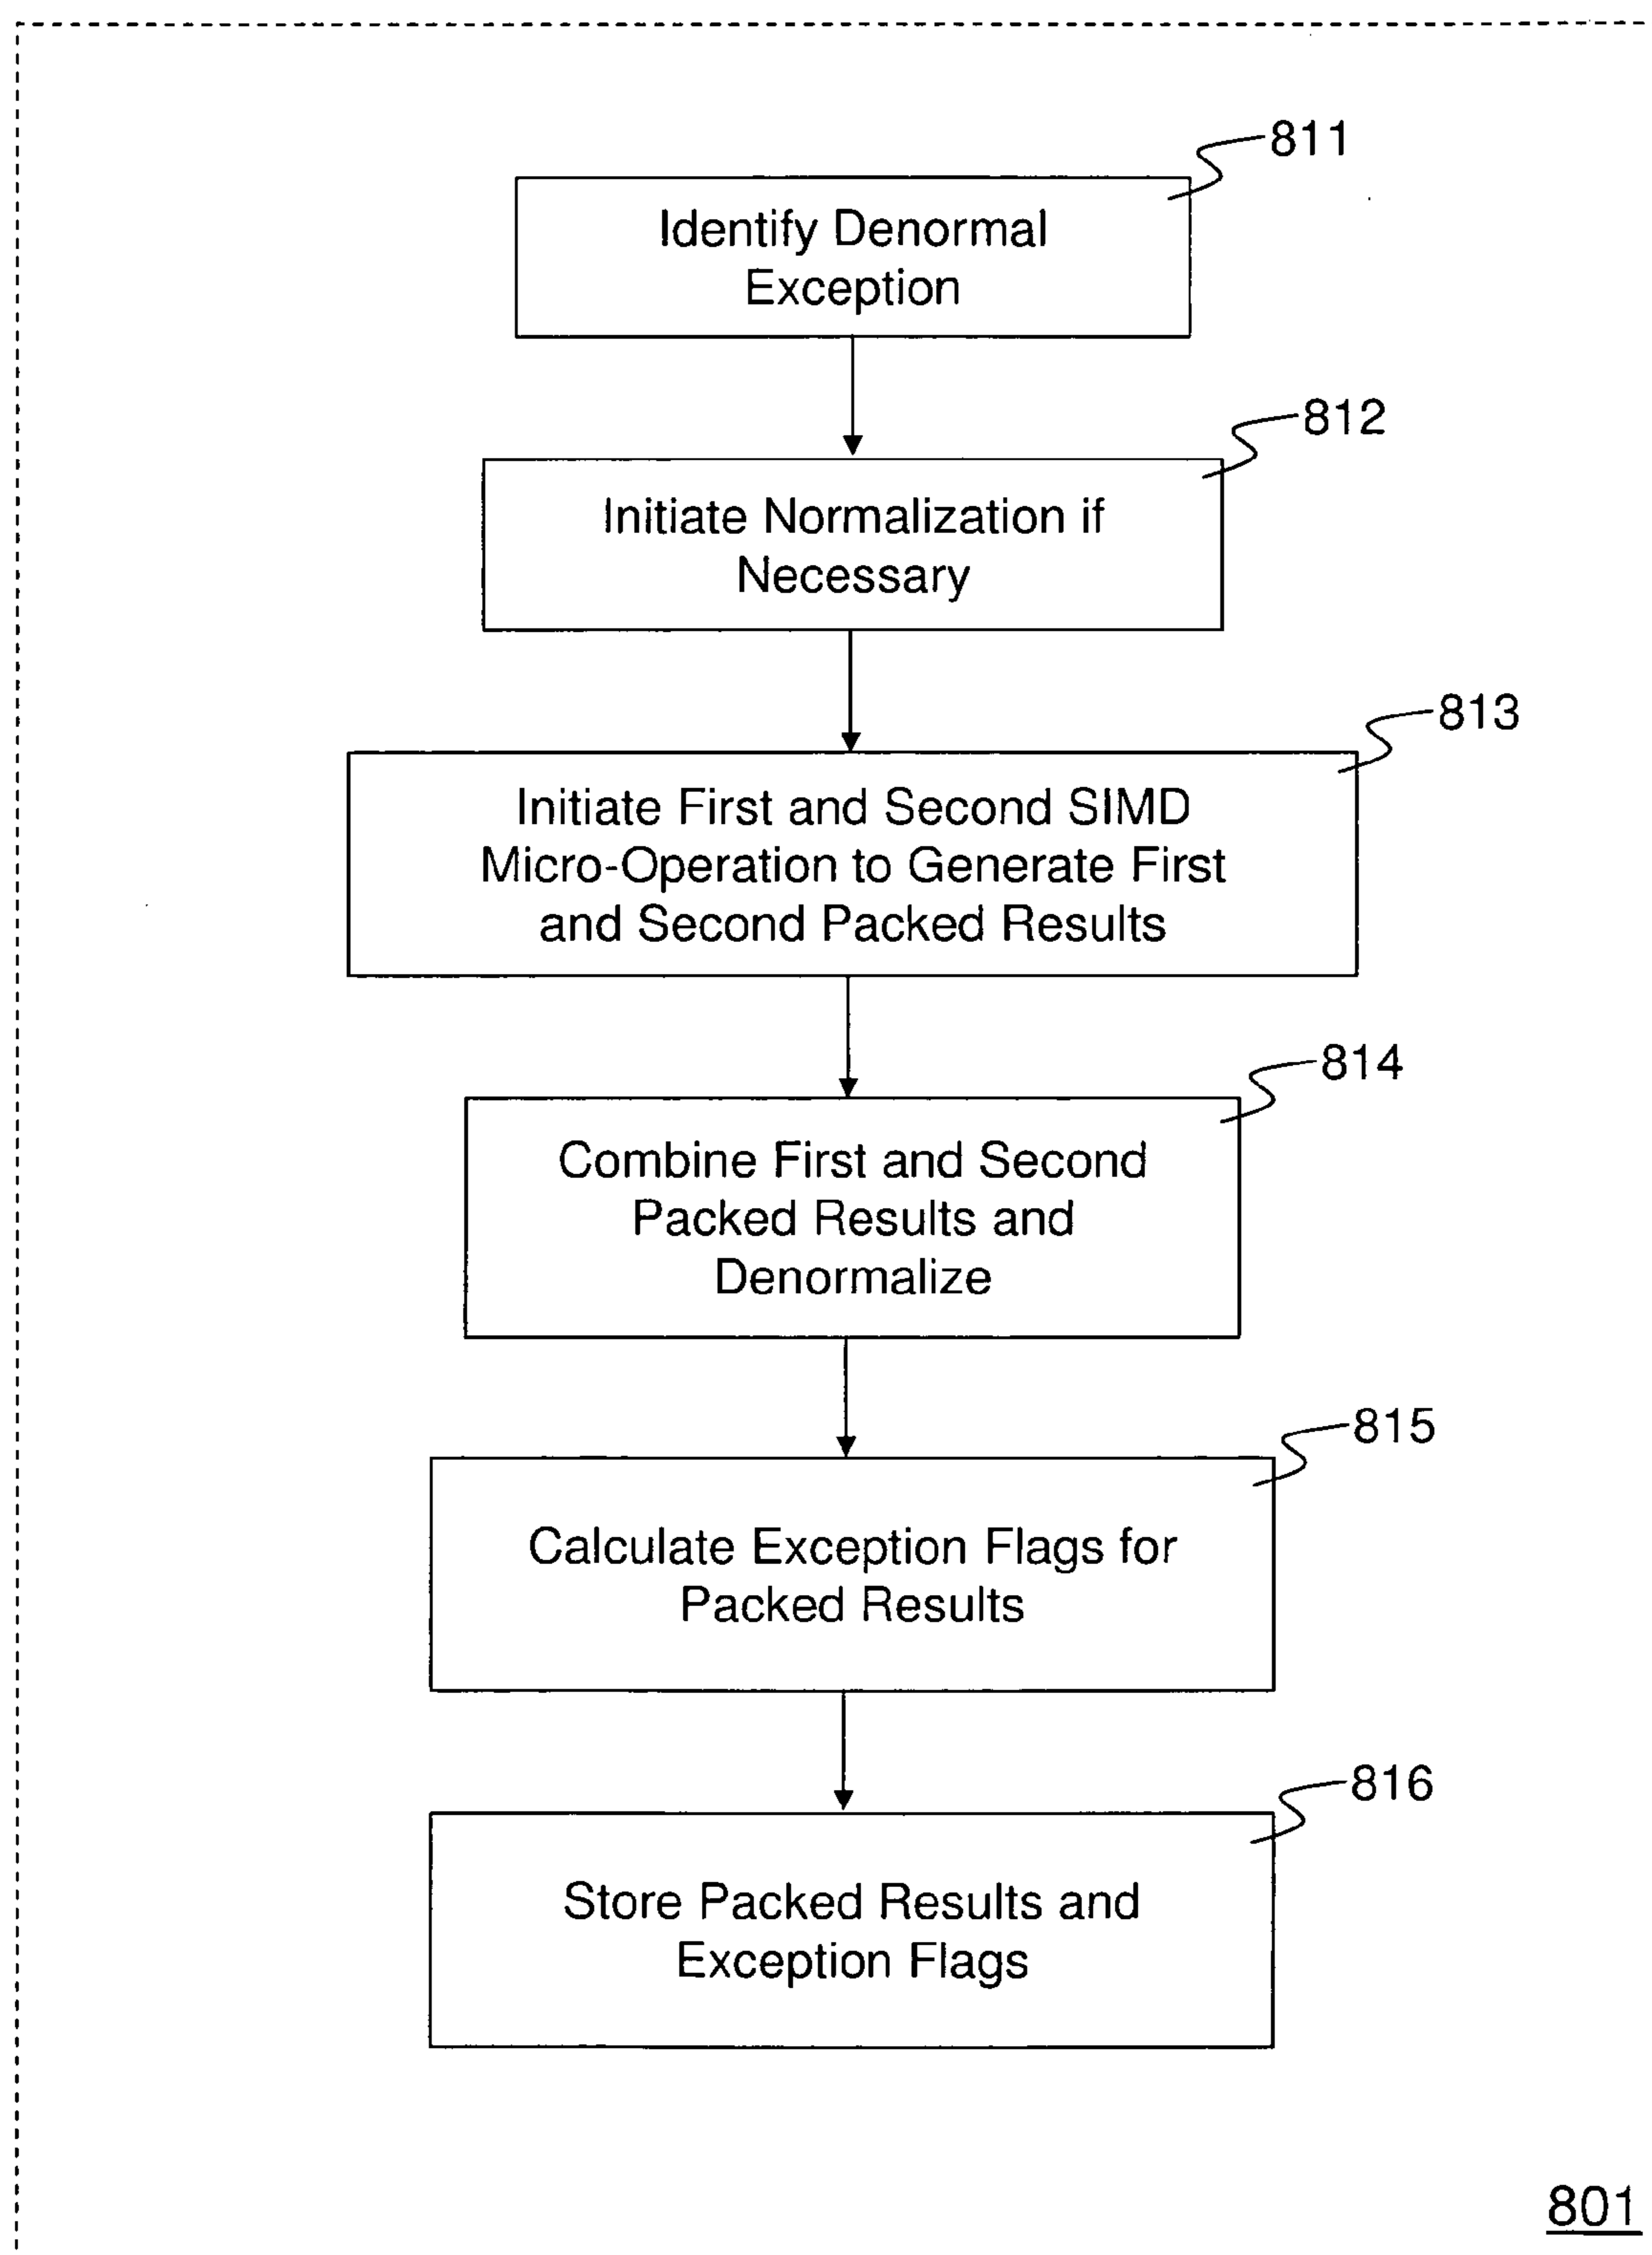 811
Identify Denormal
Exception
812
Initiate Normalization if
Necessary
813
Initiate First and Second SIMD
Micro-Operation to Generate First
and Second Packed Results
814
Combine First and Second
Packed Results and
Denormalize
815
Calculate Exception Flags for
Packed Results
816
Store Packed Results and
Exception Flags
801